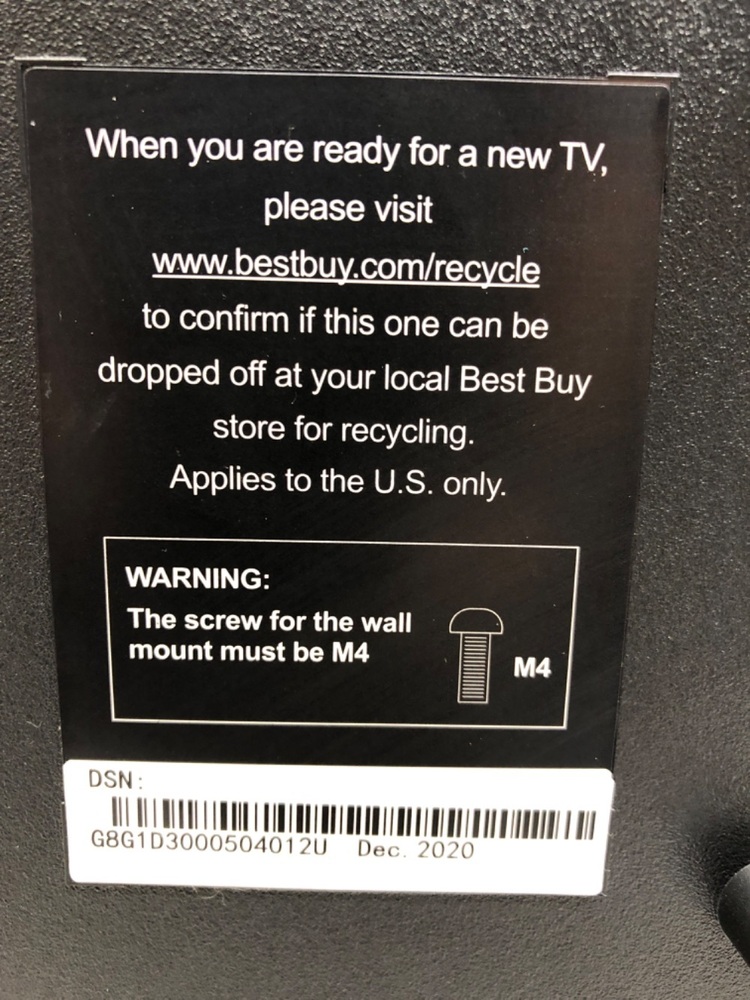 When you are ready for a new TV,
please visit
www.bestbuy.com/recycle
to confirm if this one can be
dropped off at your local Best Buy
store for recycling.
Applies to the U.S. only.
WARNING:
The screw for the wall
mount must be M4
M4
DSN:
G8G1D3000504012U Dec. 2020